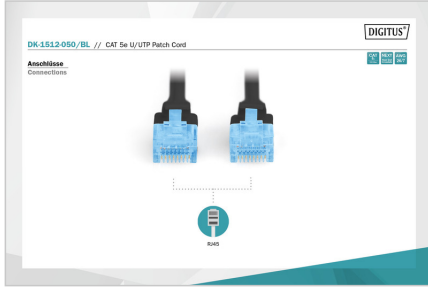 DIGITUS®
DK-1512-050/BL // CAT 5e U/UTP Patch Cord
Anschlüsse
Connections
RJ45